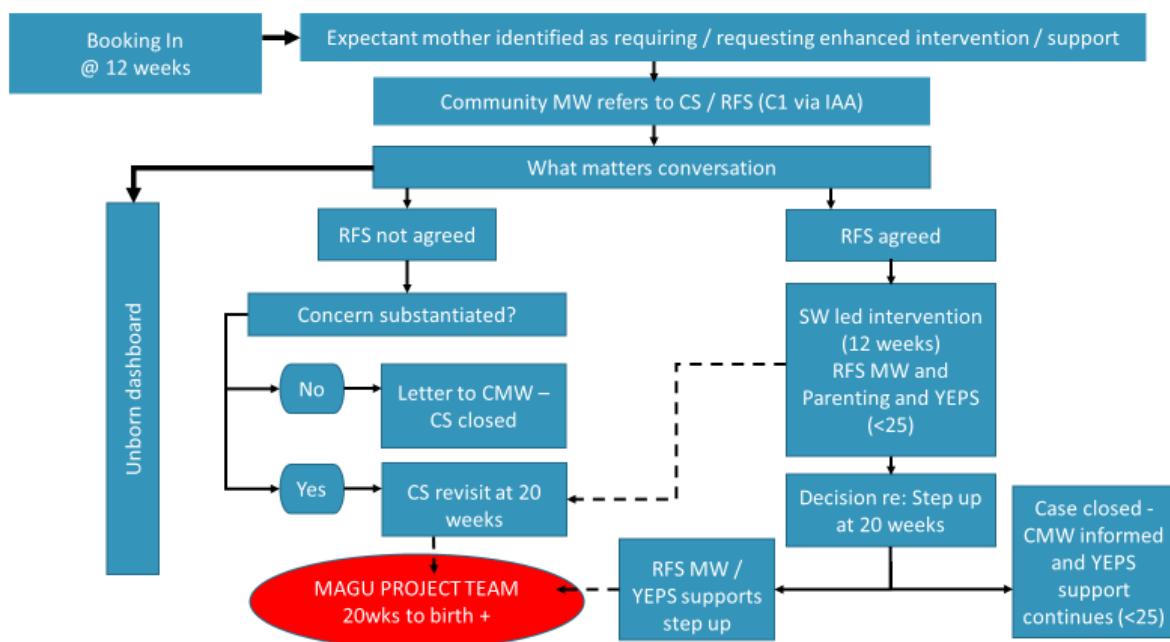 Booking In
@ 12 weeks
Expectant mother identified as requiring / requesting enhanced intervention / support
Community MW refers to CS / RFS (C1 via IAA)
What matters conversation
Unborn dashboard
RFS not agreed
RFS agreed
Concern substantiated?
SW led intervention
(12 weeks)
RFS MW and
Parenting and YEPS
(<25)
No
Letter to CMW –
CS closed
Yes
CS revisit at 20
weeks
Decision re: Step up
at 20 weeks
Case closed -
CMW informed
and YEPS
support
continues (<25)
RFS MW /
YEPS supports
step up
MAGU PROJECT TEAM
20wks to birth +